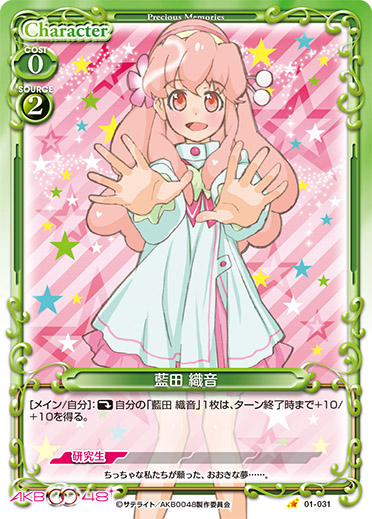 Precious Memories
Character
COST
0
SOURCE
2
藍田 織音
[メイン/自分]:自分の「藍田 織音」1枚は、ターン終了時まで+10/
+10を得る。
研究生
ちっちゃな私たちが願った、おおきな夢……。
AKB0048
©サテライト/AKB0048製作委員会
01-031